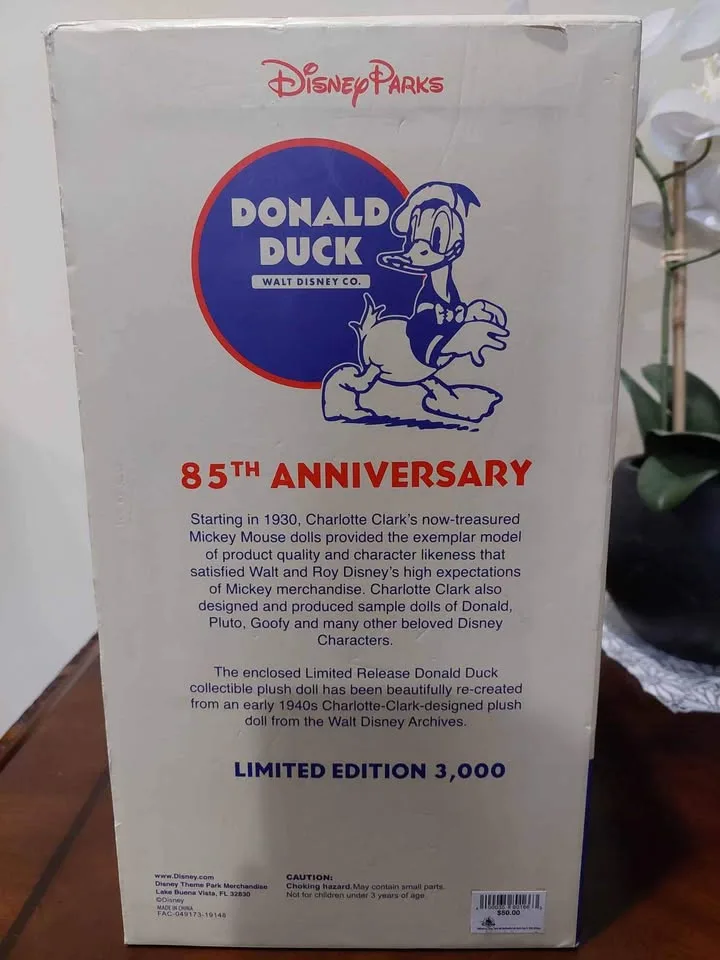 Disney Parks
DONALD
DUCK
WALT DISNEY CO.
85TH ANNIVERSARY
Starting in 1930, Charlotte Clark's now-treasured
Mickey Mouse dolls provided the exemplar model
of product quality and character likeness that
satisfied Walt and Roy Disney's high expectations
of Mickey merchandise. Charlotte Clark also
designed and produced sample dolls of Donald,
Pluto, Goofy and many other beloved Disney
Characters.
The enclosed Limited Release Donald Duck
collectible plush doll has been beautifully re-created
from an early 1940s Charlotte-Clark-designed plush
doll from the Walt Disney Archives.
LIMITED EDITION 3,000
www.Disney.com
Disney Theme Park Merchandise
Lake Buena Vista, FL 32830
©Disney
MADE IN CHINA
FAC-049173-19148
CAUTION:
Choking hazard. May contain small parts.
Not for children under 3 years of age.
$80.00